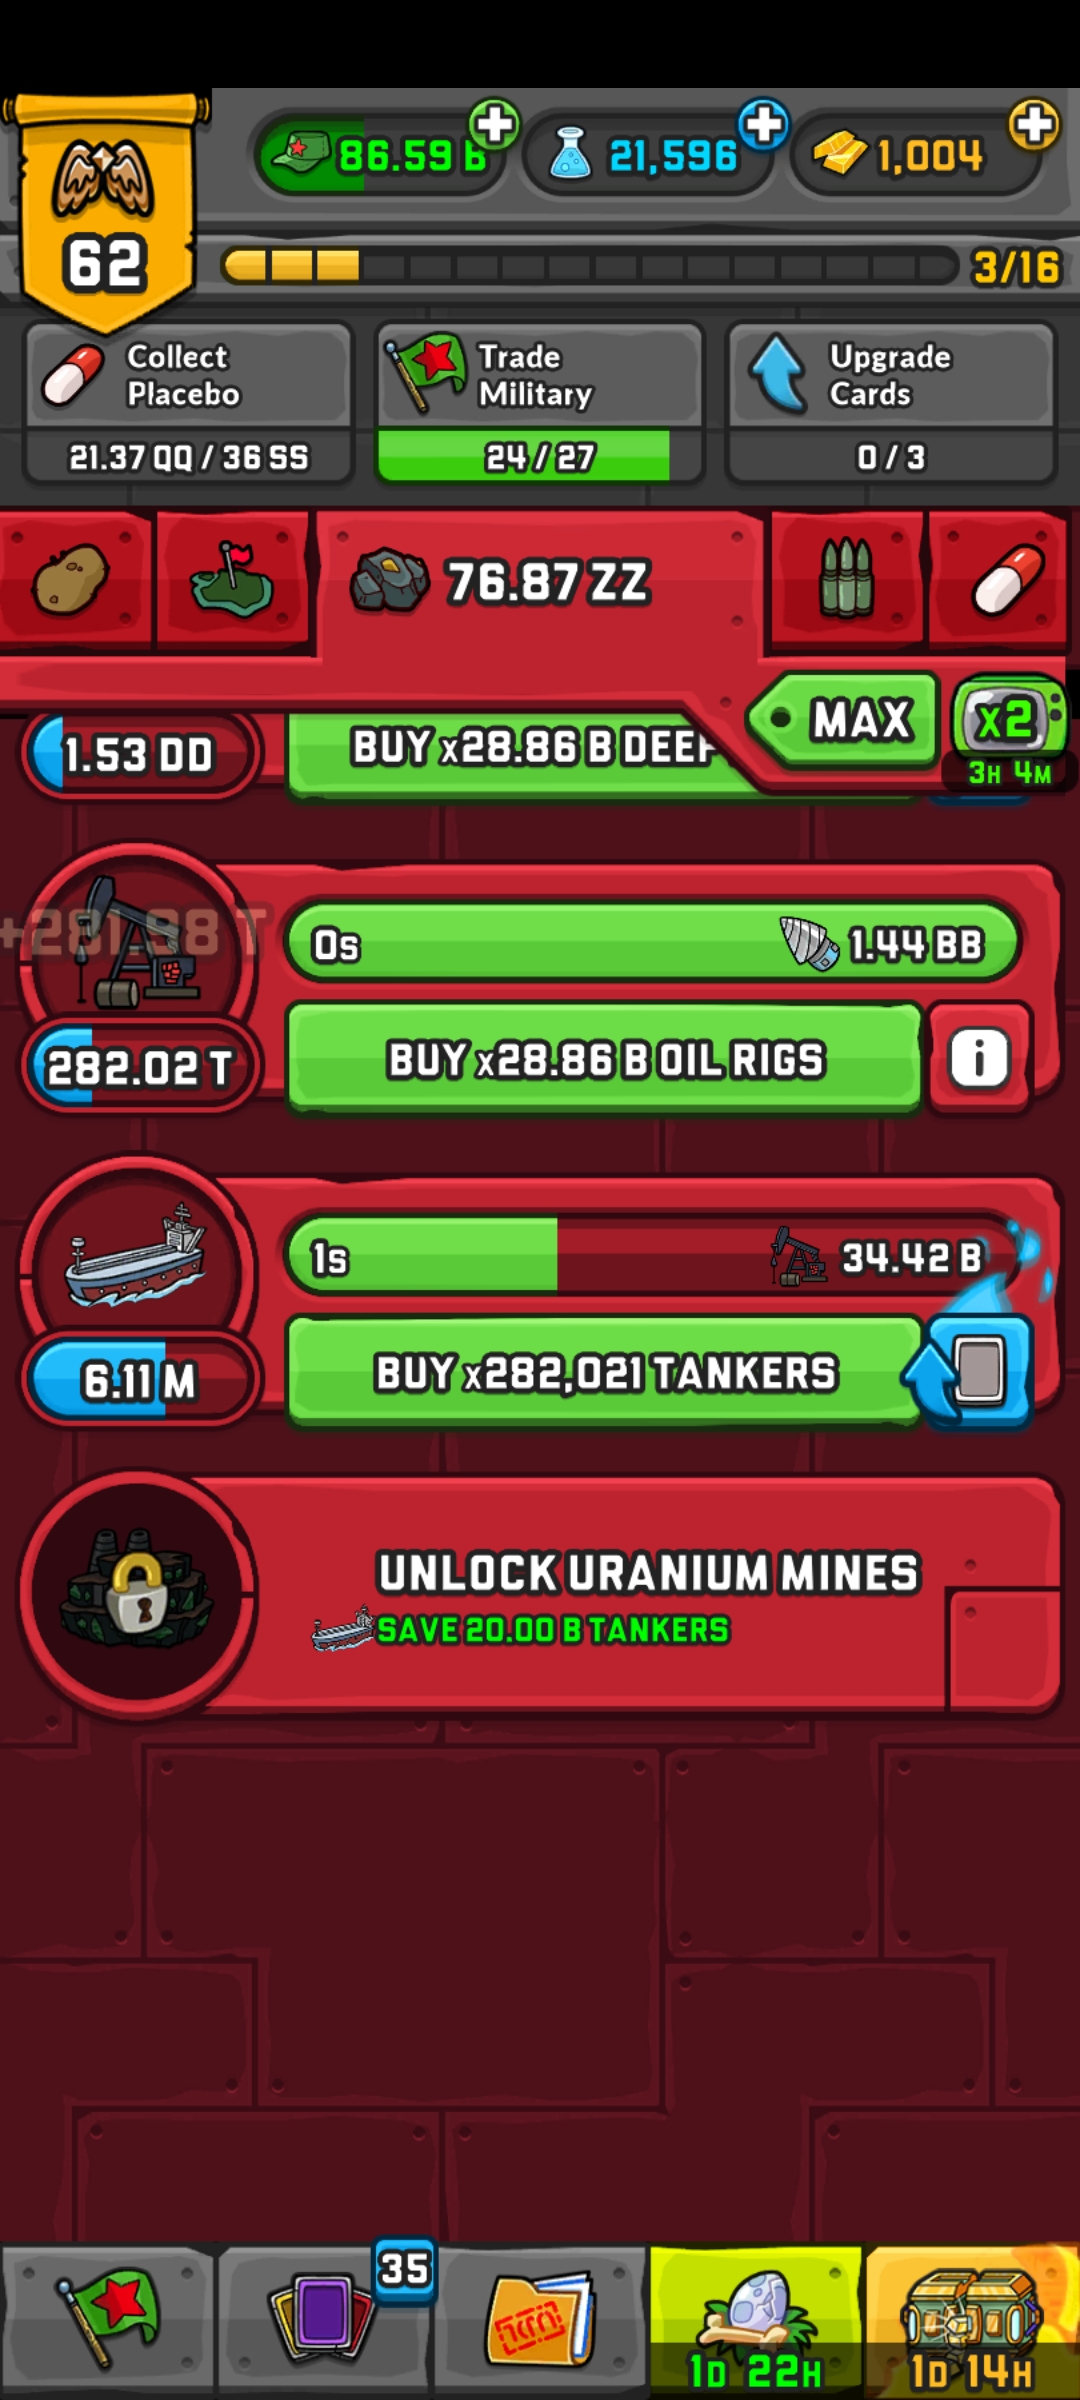 86.59 B
21,596
1,004
62
3/16
Collect
Placebo
21.37 QQ / 36 SS
Trade
Military
24 / 27
Upgrade
Cards
0 / 3
76.87 ZZ
MAX
x2
3H 4M
1.53 DD
BUY x28.86 B DEEP
+281.98 T
0s
1.44 BB
282.02 T
BUY x28.86 B OIL RIGS
i
1s
34.42 B
6.11 M
BUY x282,021 TANKERS
UNLOCK URANIUM MINES
SAVE 20.00 B TANKERS
35
1D 22H
1D 14H